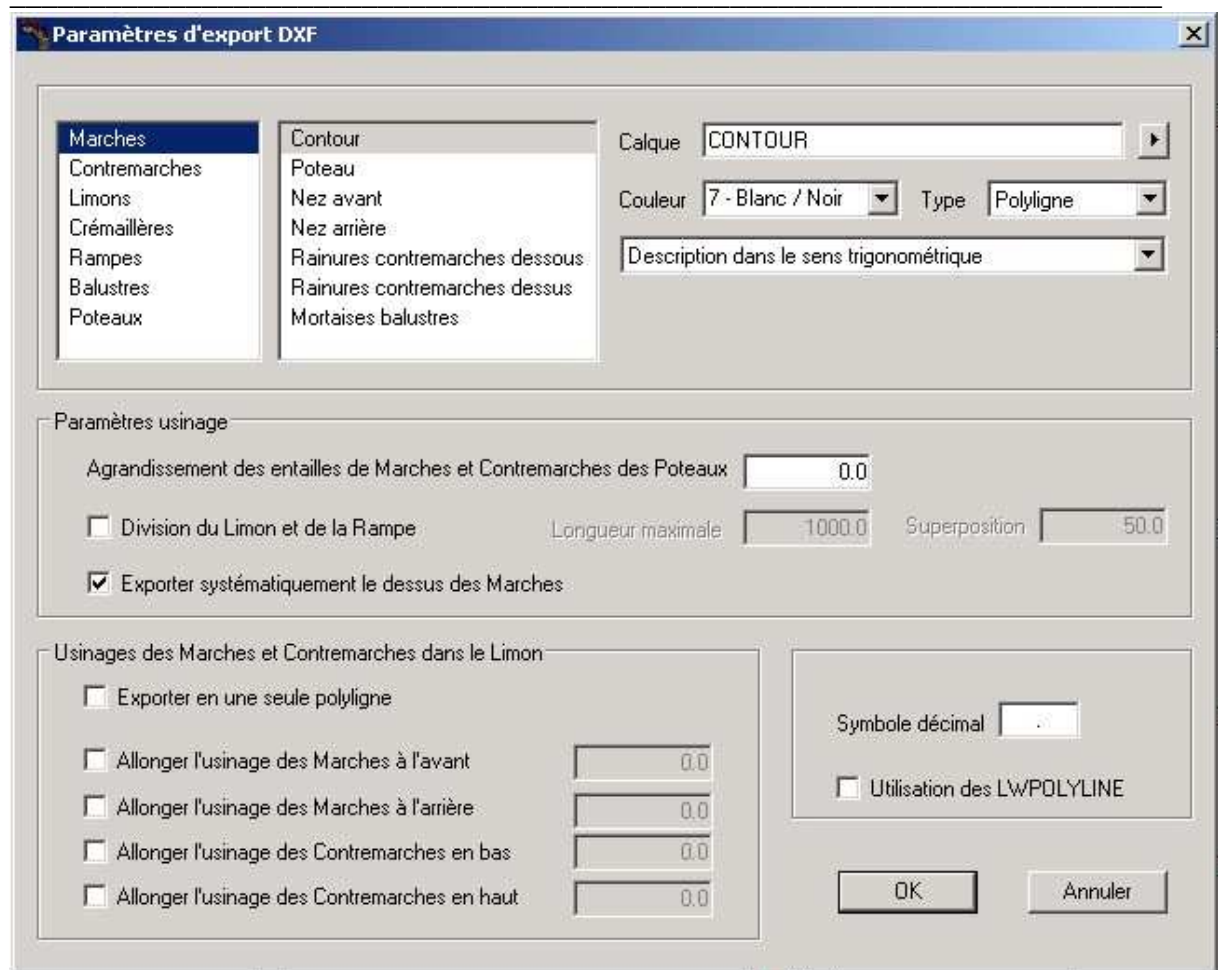 Paramètres d'export DXF
Marches
Contremarches
Limons
Crémaillères
Rampes
Balustres
Poteaux
Contour
Poteau
Nez avant
Nez arrière
Rainures contremarches dessous
Rainures contremarches dessus
Mortaises balustres
Calque CONTOUR
Couleur 7 - Blanc / Noir Type Polyligne
Description dans le sens trigonométrique
Paramètres usinage
Agrandissement des entailles de Marches et Contremarches des Poteaux 0.0
Division du Limon et de la Rampe Longueur maximale 1000.0 Superposition 50.0
Exporter systématiquement le dessus des Marches
Usinages des Marches et Contremarches dans le Limon
Exporter en une seule polyligne
Allonger l'usinage des Marches à l'avant 0.0
Allonger l'usinage des Marches à l'arrière 0.0
Allonger l'usinage des Contremarches en bas 0.0
Allonger l'usinage des Contremarches en haut 0.0
Symbole décimal .
Utilisation des LWPOLYLINE
OK Annuler